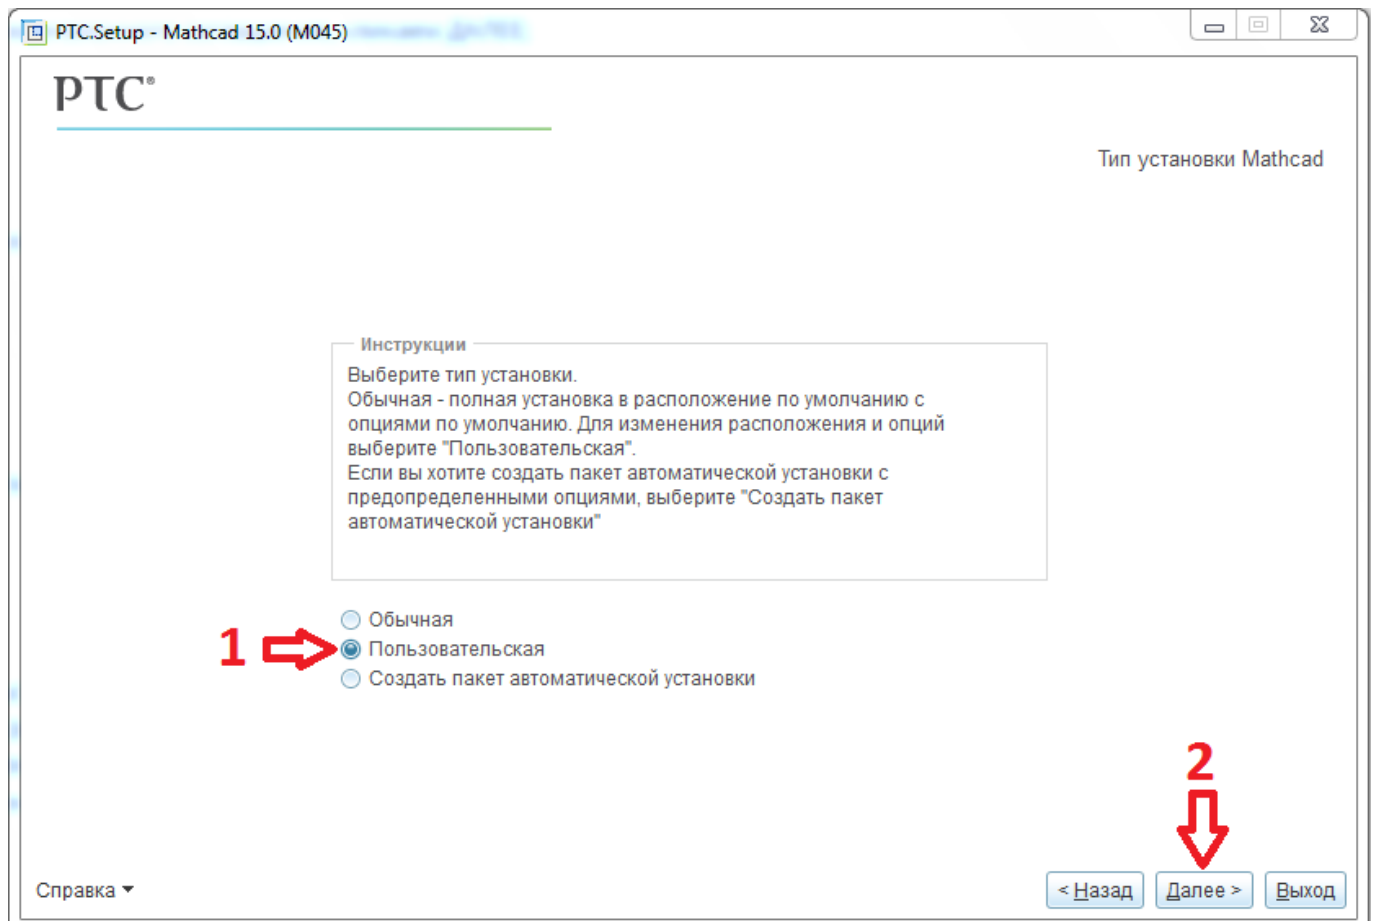 PTC.Setup - Mathcad 15.0 (M045)
PTC®
Тип установки Mathcad
Инструкции
Выберите тип установки.
Обычная - полная установка в расположение по умолчанию с
опциями по умолчанию. Для изменения расположения и опций
выберите "Пользовательская".
Если вы хотите создать пакет автоматической установки с
предопределенными опциями, выберите "Создать пакет
автоматической установки"
Обычная
1 Пользовательская
Создать пакет автоматической установки
2
Справка
< Назад Далее > Выход